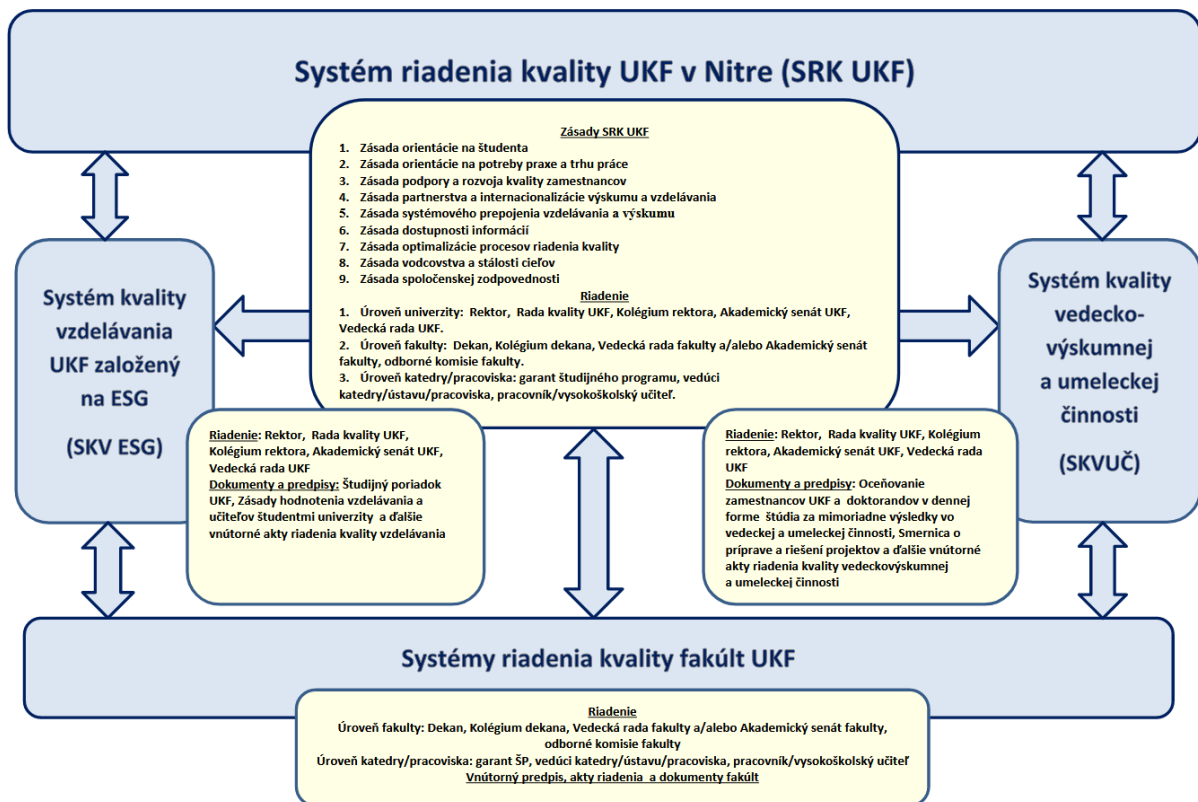 Systém riadenia kvality UKF v Nitre (SRK UKF)
Zásady SRK UKF
1. Zásada orientácie na študenta
2. Zásada orientácie na potreby praxe a trhu práce
3. Zásada podpory a rozvoja kvality zamestnancov
4. Zásada partnerstva a internacionalizácie výskumu a vzdelávania
5. Zásada systémového prepojenia vzdelávania a výskumu
6. Zásada dostupnosti informácií
7. Zásada optimalizácie procesov riadenia kvality
8. Zásada vodcovstva a stálosti cieľov
9. Zásada spoločenskej zodpovednosti
Riadenie
1. Úroveň univerzity: Rektor, Rada kvality UKF, Kolégium rektora, Akademický senát UKF,
Vedecká rada UKF.
2. Úroveň fakulty: Dekan, Kolégium dekana, Vedecká rada fakulty a/alebo Akademický senát
fakulty, odborné komisie fakulty.
3. Úroveň katedry/pracoviska: garant študijného programu, vedúci
katedry/ústavu/pracoviska, pracovník/vysokoškolský učiteľ.
Systém kvality
vzdelávania
UKF založený
na ESG
(SKV ESG)
Riadenie: Rektor, Rada kvality UKF,
Kolégium rektora, Akademický senát UKF,
Vedecká rada UKF
Dokumenty a predpisy: Študijný poriadok
UKF, Zásady hodnotenia vzdelávania a
učiteľov študentmi univerzity a ďalšie
vnútorné akty riadenia kvality vzdelávania
Systém kvality
vedecko-
výskumnej
a umeleckej
činnosti
(SKVUČ)
Riadenie: Rektor, Rada kvality UKF, Kolégium
rektora, Akademický senát UKF, Vedecká rada
UKF
Dokumenty a predpisy: Oceňovanie
zamestnancov UKF a doktorandov v dennej
forme štúdia za mimoriadne výsledky vo
vedeckej a umeleckej činnosti, Smernica o
príprave a riešení projektov a ďalšie vnútorné
akty riadenia kvality vedeckovýskumnej
a umeleckej činnosti
Systémy riadenia kvality fakúlt UKF
Riadenie
Úroveň fakulty: Dekan, Kolégium dekana, Vedecká rada fakulty a/alebo Akademický senát fakulty,
odborné komisie fakulty
Úroveň katedry/pracoviska: garant ŠP, vedúci katedry/ústavu/pracoviska, pracovník/vysokoškolský učiteľ
Vnútorný predpis, akty riadenia a dokumenty fakúlt